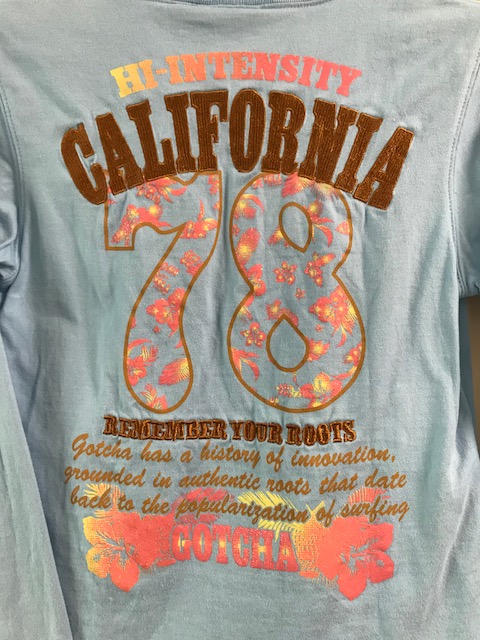 HI-INTENSITY
CALIFORNIA
78
REMEMBER YOUR ROOTS
Gotcha has a history of innovation,
grounded in authentic roots that date
back to the popularization of surfing
GOTCHA